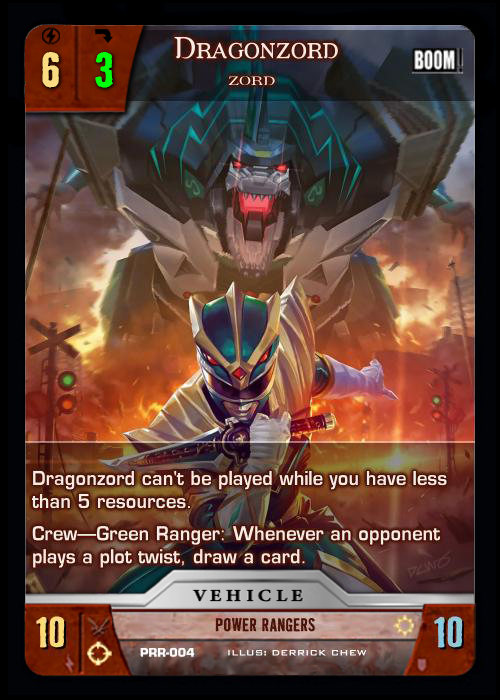 6
3
Dragonzord
ZORD
BOOM
Dragonzord can't be played while you have less
than 5 resources.
Crew—Green Ranger: Whenever an opponent
plays a plot twist, draw a card.
VEHICLE
10
POWER RANGERS
10
PRR-004
ILLUS: DERRICK CHEW